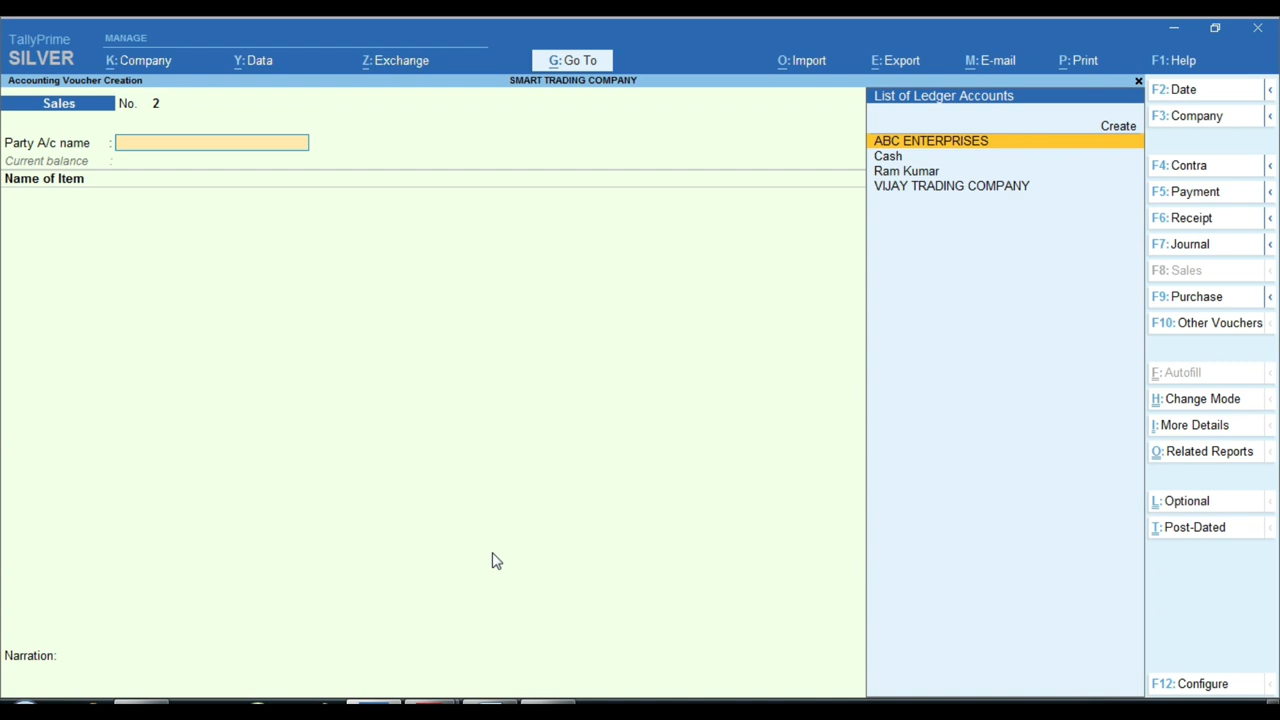 TallyPrime
SILVER
MANAGE
K: Company
Y: Data
Z: Exchange
G: Go To
O: Import
E: Export
M: E-mail
P: Print
F1: Help
Accounting Voucher Creation
SMART TRADING COMPANY
Sales No. 2
Party A/c name :
Current balance :
Name of Item
Narration:
List of Ledger Accounts
Create
ABC ENTERPRISES
Cash
Ram Kumar
VIJAY TRADING COMPANY
F2: Date
F3: Company
F4: Contra
F5: Payment
F6: Receipt
F7: Journal
F8: Sales
F9: Purchase
F10: Other Vouchers
F: Autofill
H: Change Mode
I: More Details
O: Related Reports
L: Optional
T: Post-Dated
F12: Configure